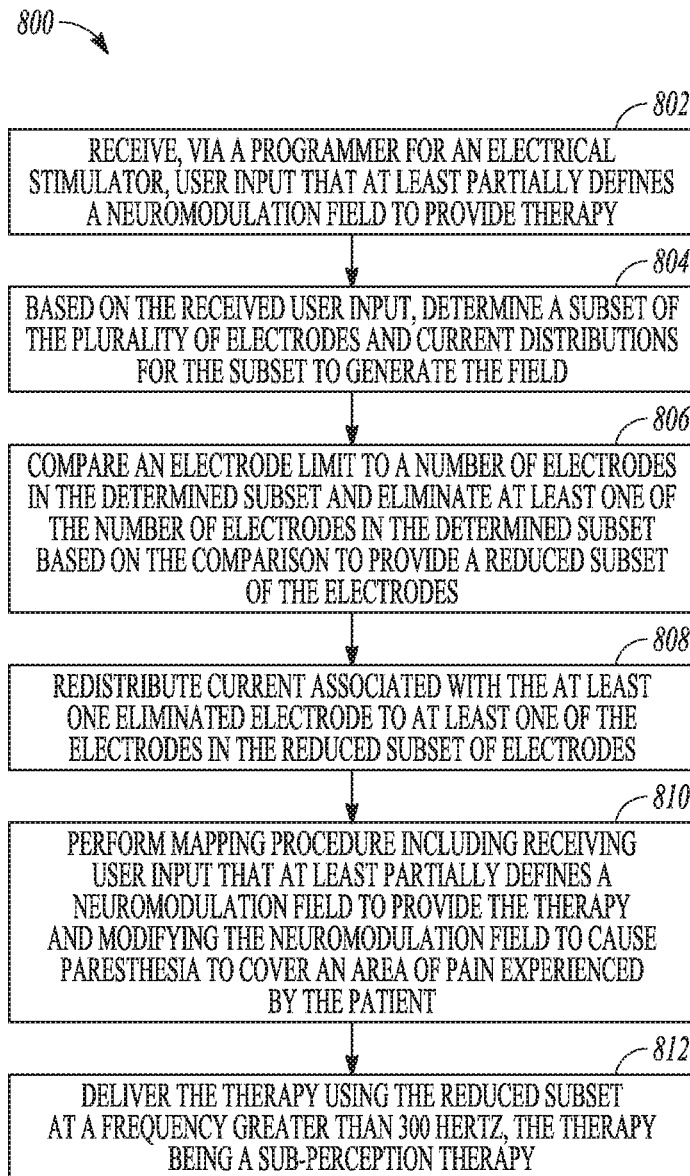 800
802
RECEIVE, VIA A PROGRAMMER FOR AN ELECTRICAL
STIMULATOR, USER INPUT THAT AT LEAST PARTIALLY DEFINES
A NEUROMODULATION FIELD TO PROVIDE THERAPY
804
BASED ON THE RECEIVED USER INPUT, DETERMINE A SUBSET OF
THE PLURALITY OF ELECTRODES AND CURRENT DISTRIBUTIONS
FOR THE SUBSET TO GENERATE THE FIELD
806
COMPARE AN ELECTRODE LIMIT TO A NUMBER OF ELECTRODES
IN THE DETERMINED SUBSET AND ELIMINATE AT LEAST ONE OF
THE NUMBER OF ELECTRODES IN THE DETERMINED SUBSET
BASED ON THE COMPARISON TO PROVIDE A REDUCED SUBSET
OF THE ELECTRODES
808
REDISTRIBUTE CURRENT ASSOCIATED WITH THE AT LEAST
ONE ELIMINATED ELECTRODE TO AT LEAST ONE OF THE
ELECTRODES IN THE REDUCED SUBSET OF ELECTRODES
810
PERFORM MAPPING PROCEDURE INCLUDING RECEIVING
USER INPUT THAT AT LEAST PARTIALLY DEFINES A
NEUROMODULATION FIELD TO PROVIDE THE THERAPY
AND MODIFYING THE NEUROMODULATION FIELD TO CAUSE
PARESTHESIA TO COVER AN AREA OF PAIN EXPERIENCED
BY THE PATIENT
812
DELIVER THE THERAPY USING THE REDUCED SUBSET
AT A FREQUENCY GREATER THAN 300 HERTZ, THE THERAPY
BEING A SUB-PERCEPTION THERAPY